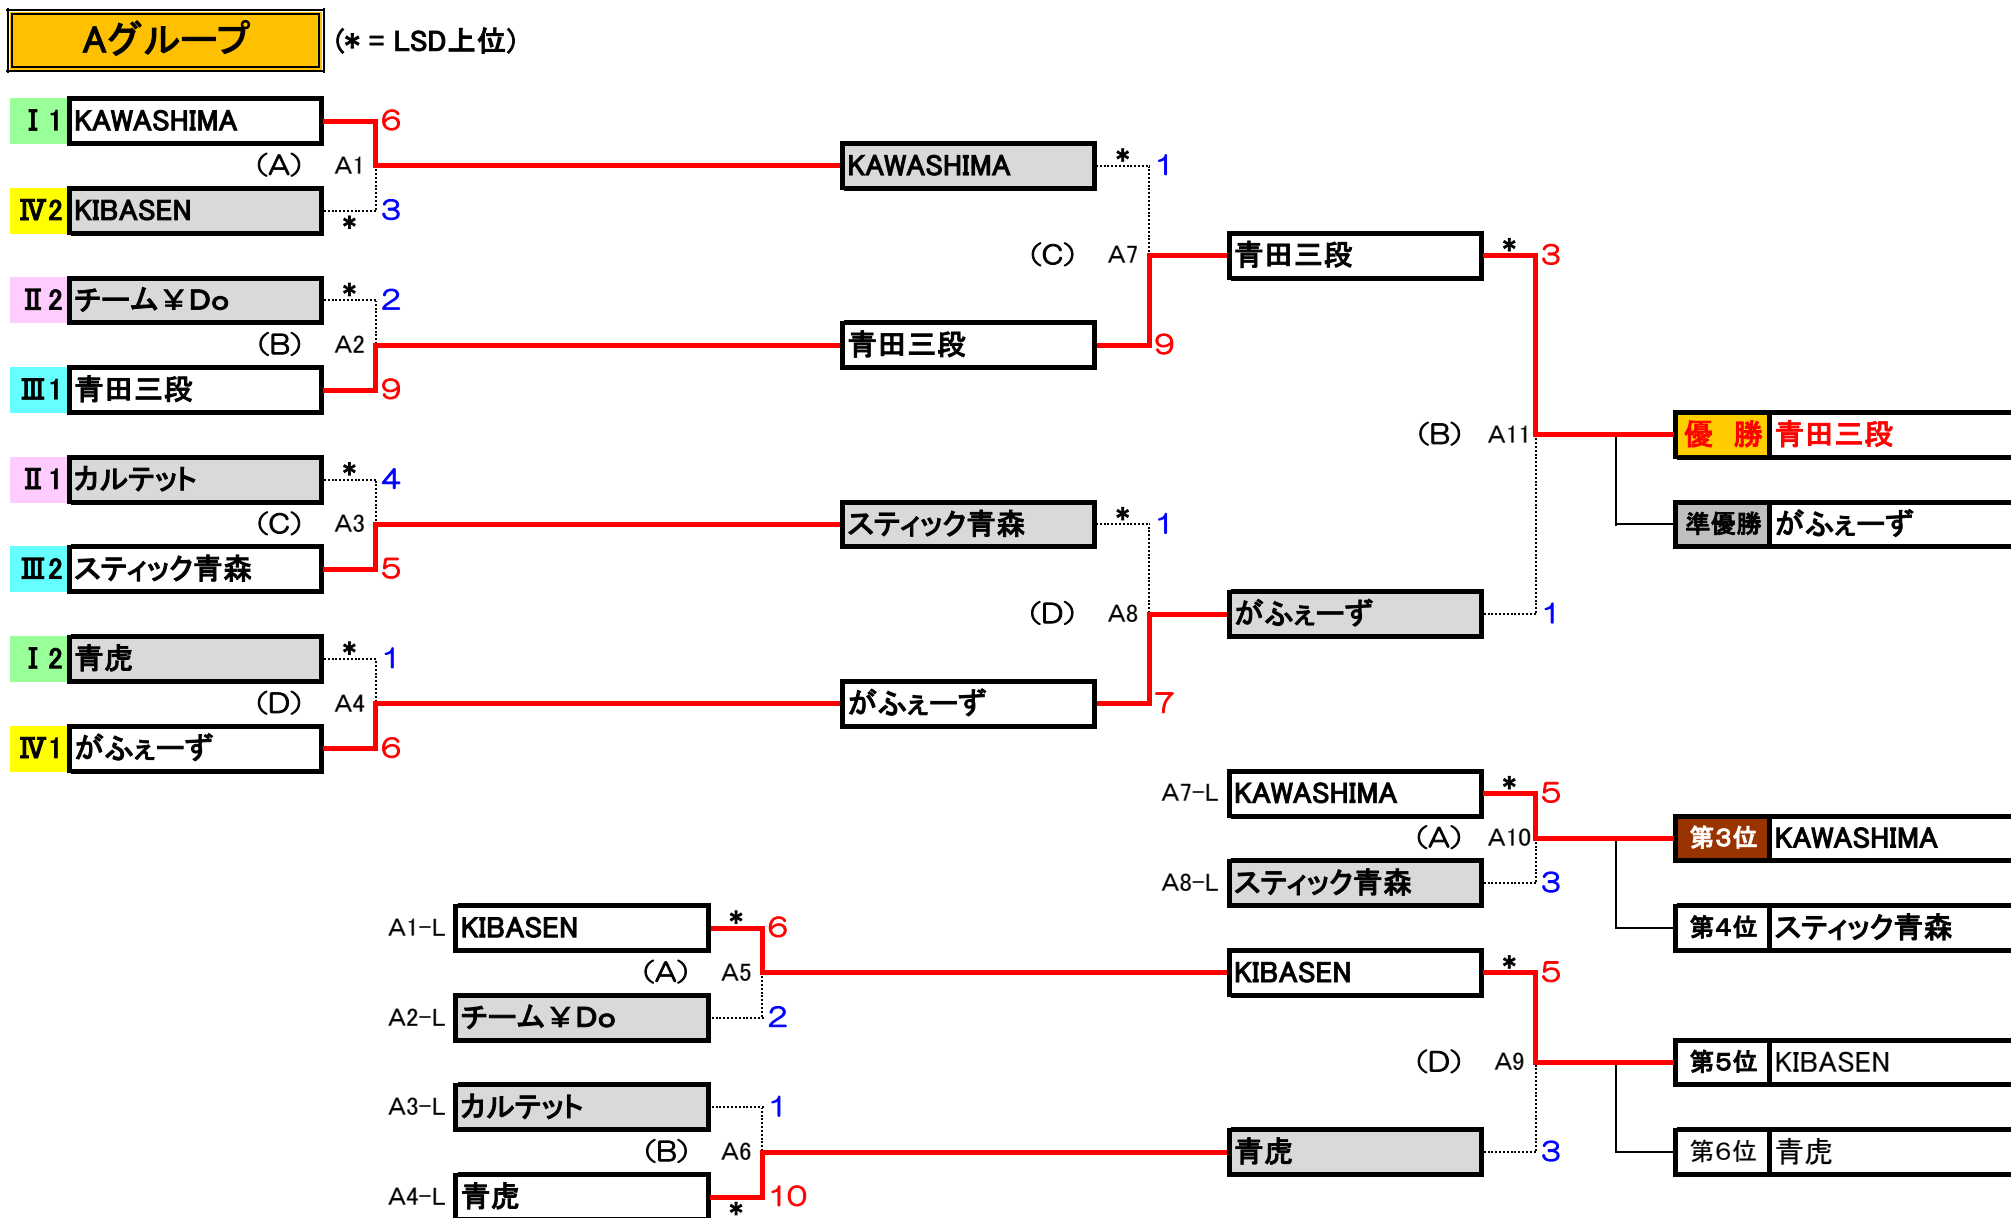 Aグループ (* = LSD上位)
Ⅰ1 KAWASHIMA 6
(A) A1 KAWASHIMA * 1
Ⅳ2 KIBASEN * 3
(C) A7 青田三段 * 3
Ⅱ2 チーム￥Do * 2
(B) A2 青田三段 9
Ⅲ1 青田三段 9
(B) A11 優 勝 青田三段
Ⅱ1 カルテット * 4
(C) A3 スティック青森 * 1 準優勝 がふぇーず
Ⅲ2 スティック青森 5
(D) A8 がふぇーず 1
Ⅰ2 青虎 * 1
(D) A4 がふぇーず 7
Ⅳ1 がふぇーず 6
A7-L KAWASHIMA * 5
(A) A10 第3位 KAWASHIMA
A8-L スティック青森 3
A1-L KIBASEN * 6 第4位 スティック青森
(A) A5 KIBASEN * 5
A2-L チーム￥Do 2
(D) A9 第5位 KIBASEN
A3-L カルテット 1
(B) A6 青虎 3 第6位 青虎
A4-L 青虎 * 10